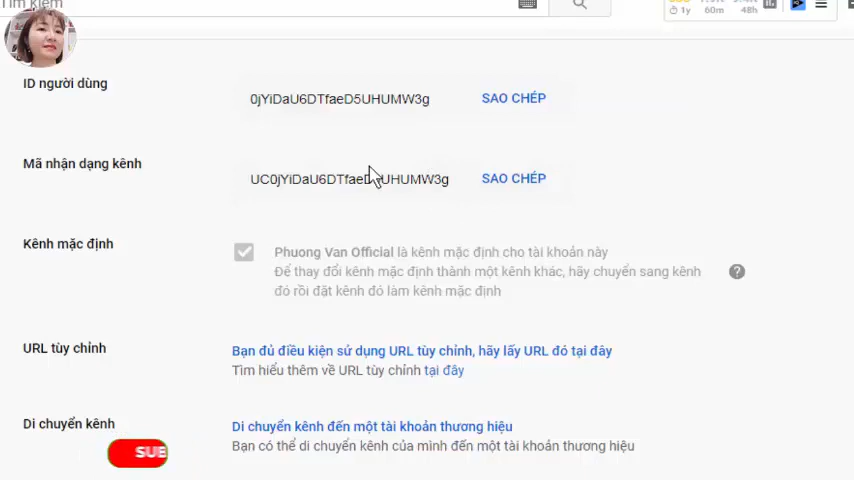 Tìm kiếm
1y 60m 48h
ID người dùng
0jYiDaU6DTfaeD5UHUMW3g
SAO CHÉP
Mã nhận dạng kênh
UC0jYiDaU6DTfaeD UHUMW3g
SAO CHÉP
Kênh mặc định
Phuong Van Official là kênh mặc định cho tài khoản này
Để thay đổi kênh mặc định thành một kênh khác, hãy chuyển sang kênh
đó rồi đặt kênh đó làm kênh mặc định
URL tùy chỉnh
Bạn đủ điều kiện sử dụng URL tùy chỉnh, hãy lấy URL đó tại đây
Tìm hiểu thêm về URL tùy chỉnh tại đây
Di chuyển kênh
Di chuyển kênh đến một tài khoản thương hiệu
Bạn có thể di chuyển kênh của mình đến một tài khoản thương hiệu
SUB